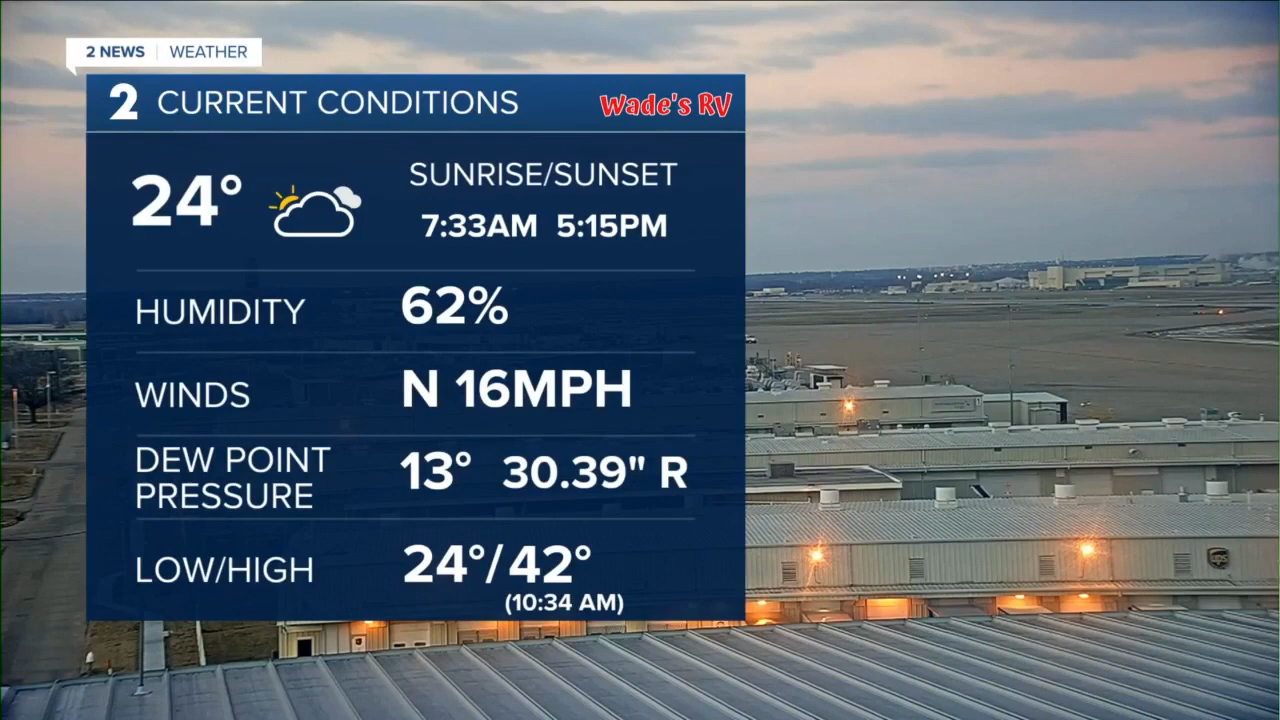 2 NEWS | WEATHER
2 CURRENT CONDITIONS Wade's RV
24° SUNRISE/SUNSET
7:33AM 5:15PM
HUMIDITY 62%
WINDS N 16MPH
DEW POINT
PRESSURE 13° 30.39" R
LOW/HIGH 24°/42°
(10:34 AM)
ups